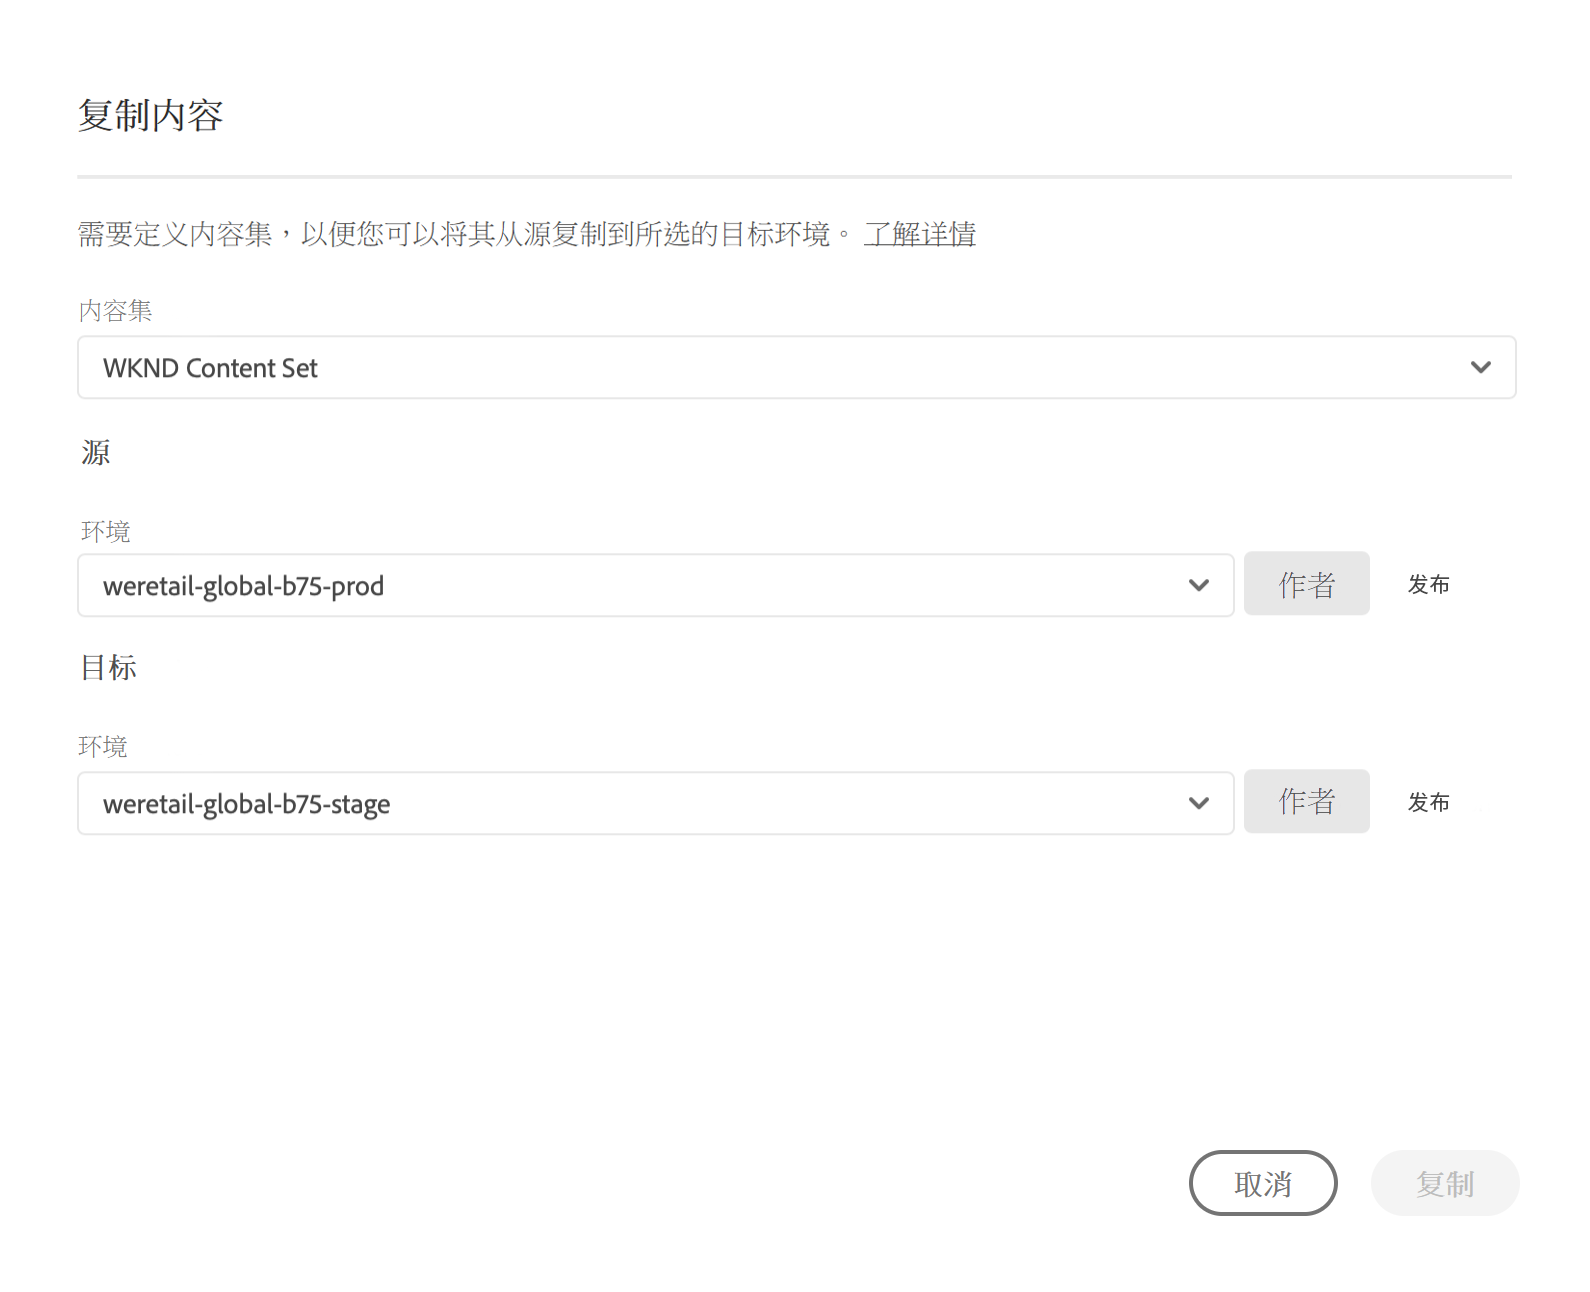 复制内容
需要定义内容集，以便您可以将其从源复制到所选的目标环境。 了解详情
内容集
WKND Content Set
源
环境
weretail-global-b75-prod 作者 发布
目标
环境
weretail-global-b75-stage 作者 发布
取消 复制